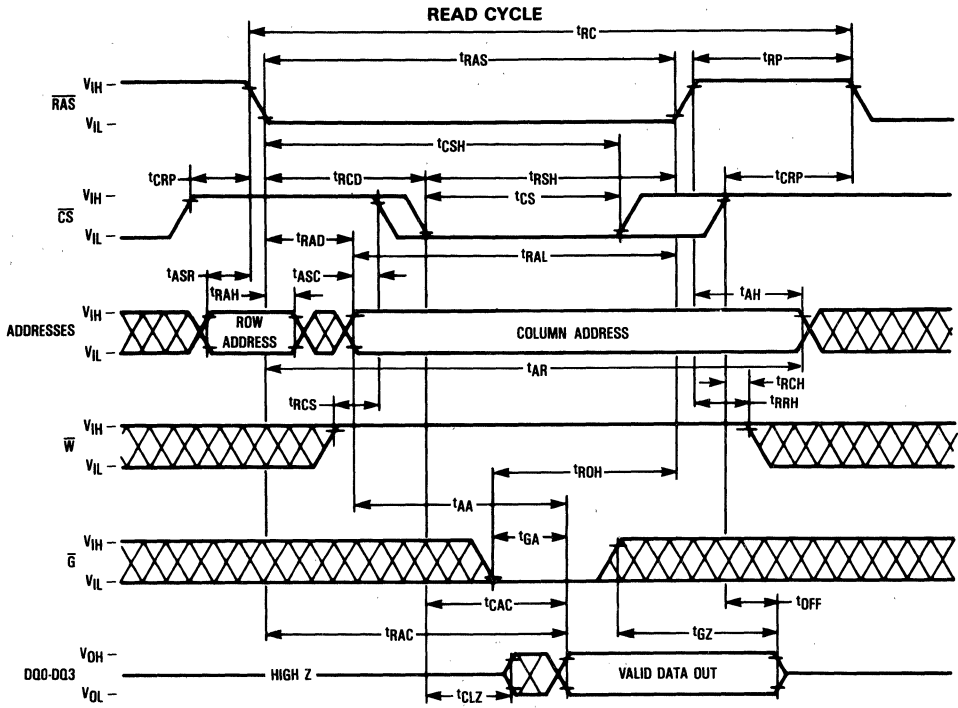 READ CYCLE
tRC
tRAS
tRP
VIH
RAS
VIL
tCSH
tCRP
tRCD
tRSH
tCRP
VIH
tCS
CS
VIL
tRAD
tRAL
tASR
tASC
tRAH
tAH
VIH
ADDRESSES
ROW
ADDRESS
COLUMN ADDRESS
VIL
tAR
tRCH
tRCS
tRRH
VIH
W
VIL
tROH
tAA
tGA
VIH
G
VIL
tCAC
tOFF
tRAC
tGZ
VOH
DQ0-DQ3
HIGH Z
VALID DATA OUT
VOL
tCLZ